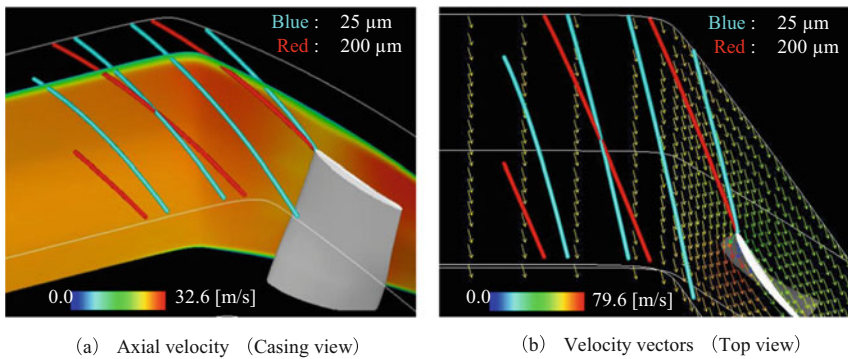 Blue : 25 µm
Red : 200 µm
0.0 32.6 [m/s]
(a) Axial velocity (Casing view)
Blue : 25 µm
Red : 200 µm
0.0 79.6 [m/s]
(b) Velocity vectors (Top view)